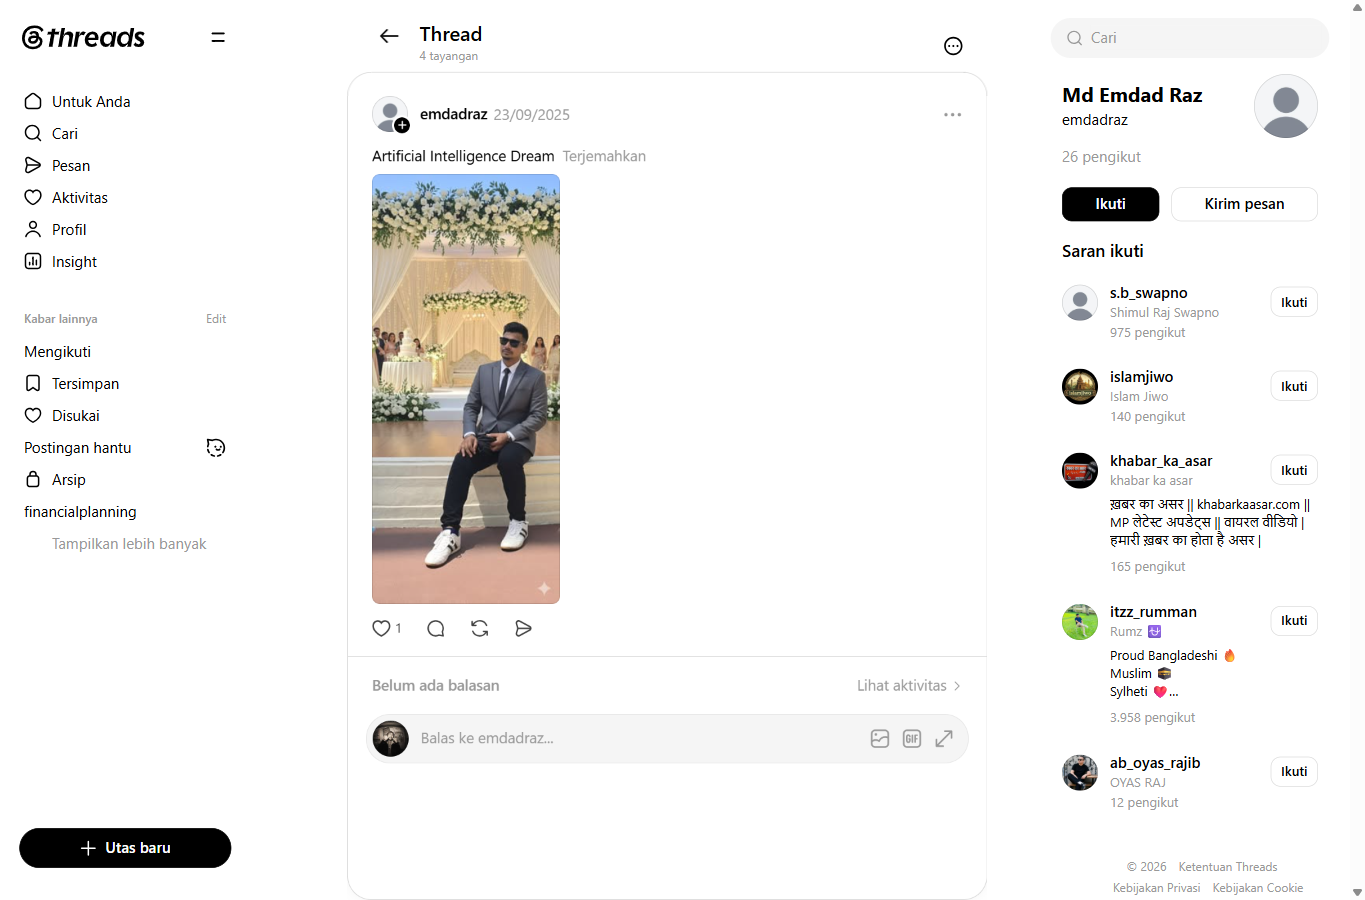 threads
Untuk Anda
Cari
Pesan
Aktivitas
Profil
Insight
Kabar lainnya
Edit
Mengikuti
Tersimpan
Disukai
Postingan hantu
Arsip
financialplanning
Tampilkan lebih banyak
Utas baru
Thread
4 tayangan
emdadraz 23/09/2025
Artificial Intelligence Dream Terjemahkan
1
Belum ada balasan
Lihat aktivitas
Balas ke emdadraz...
GIF
Cari
Md Emdad Raz
emdadraz
26 pengikut
Ikuti
Kirim pesan
Saran ikuti
s.b_swapno
Shimul Raj Swapno
975 pengikut
Ikuti
islamjiwo
Islam Jiwo
140 pengikut
Ikuti
khabar_ka_asar
khabar ka asar
ख़बर का असर || khabarkaasar.com ||
MP लेटेस्ट अपडेट्स || वायरल वीडियो |
हमारी ख़बर का होता है असर |
165 pengikut
Ikuti
itzz_rumman
Rumz ⛎
Proud Bangladeshi 🔥
Muslim 🕋
Sylheti 💔...
3.958 pengikut
Ikuti
ab_oyas_rajib
OYAS RAJ
12 pengikut
Ikuti
© 2026 Ketentuan Threads
Kebijakan Privasi Kebijakan Cookie